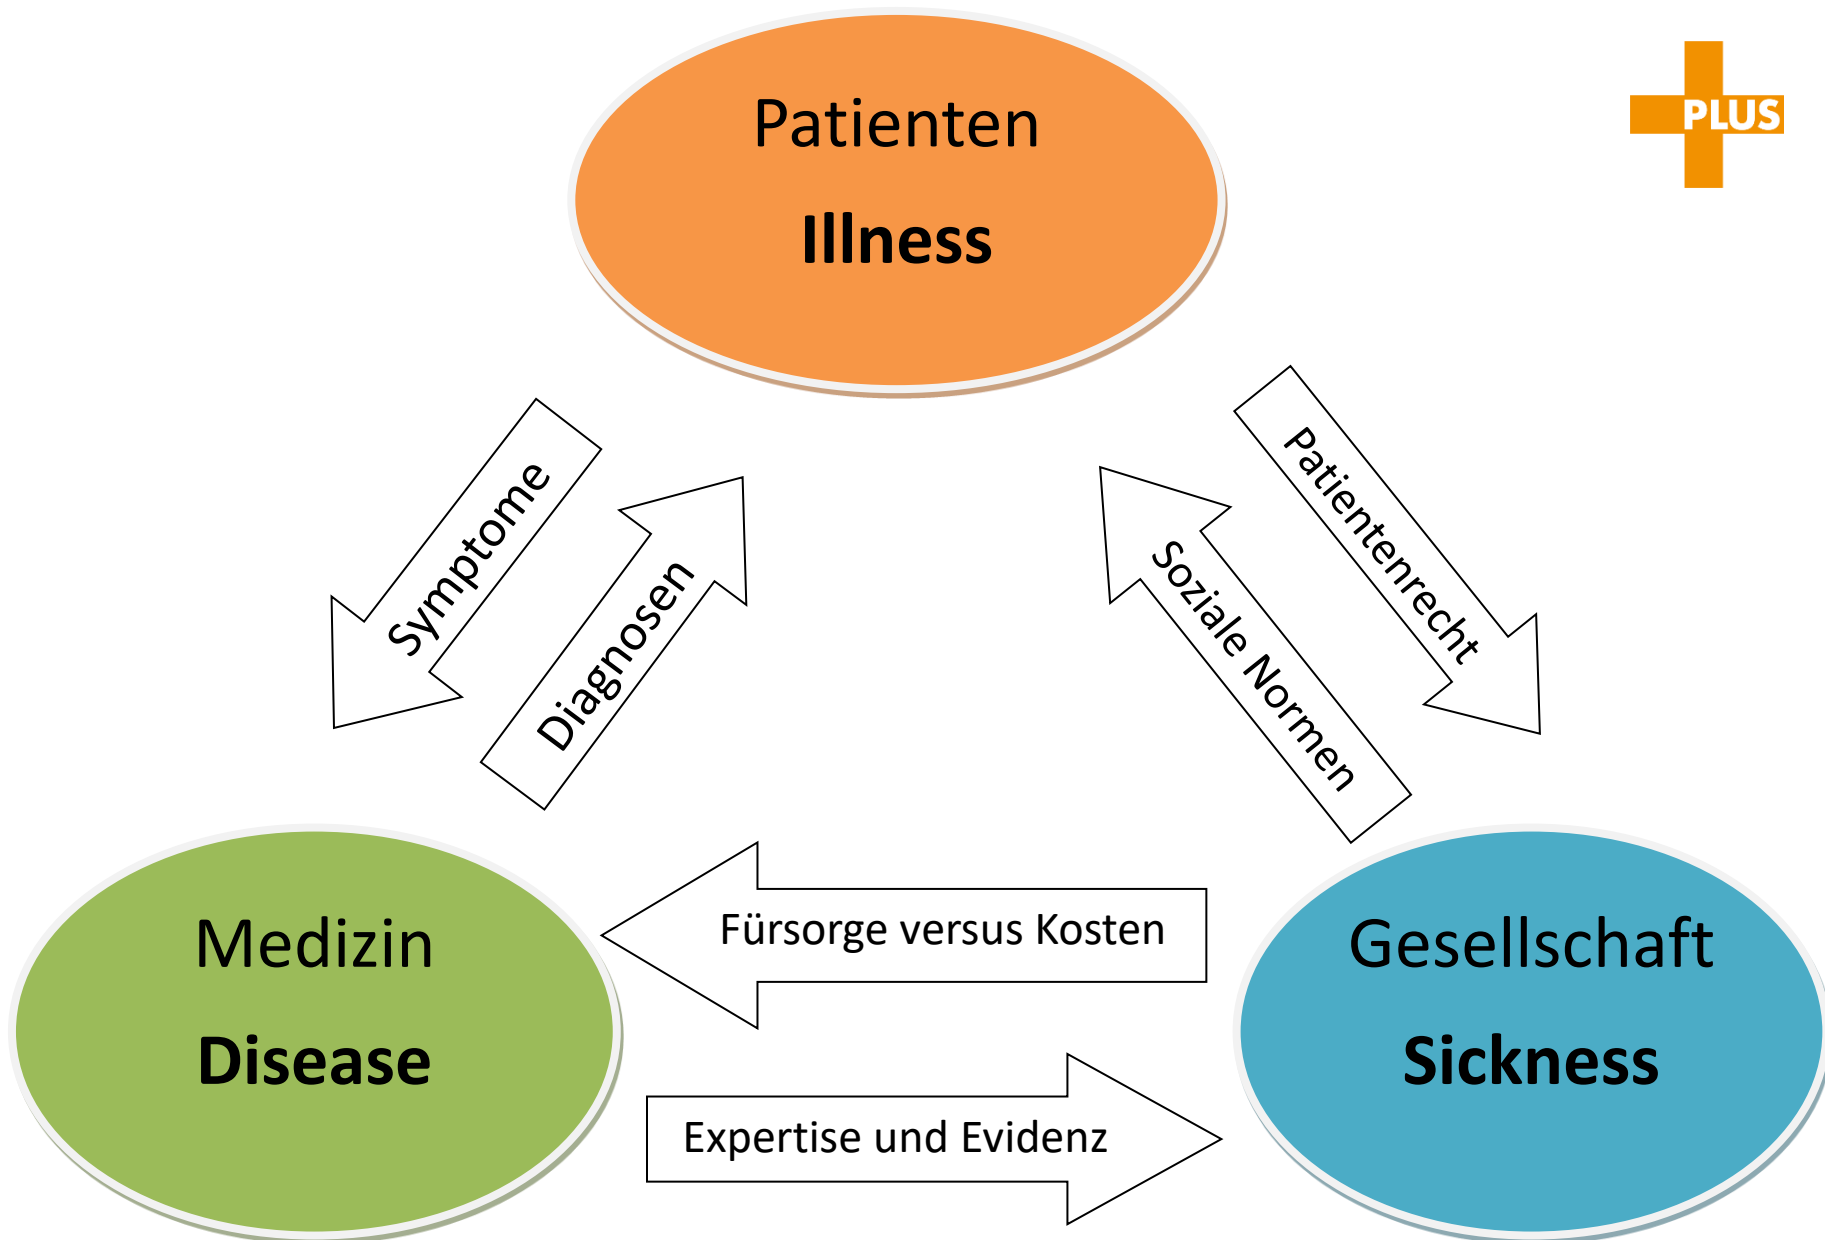 Patienten
Illness
PLUS
Symptome
Diagnosen
Patientenrecht
Soziale Normen
Medizin
Disease
Fürsorge versus Kosten
Expertise und Evidenz
Gesellschaft
Sickness